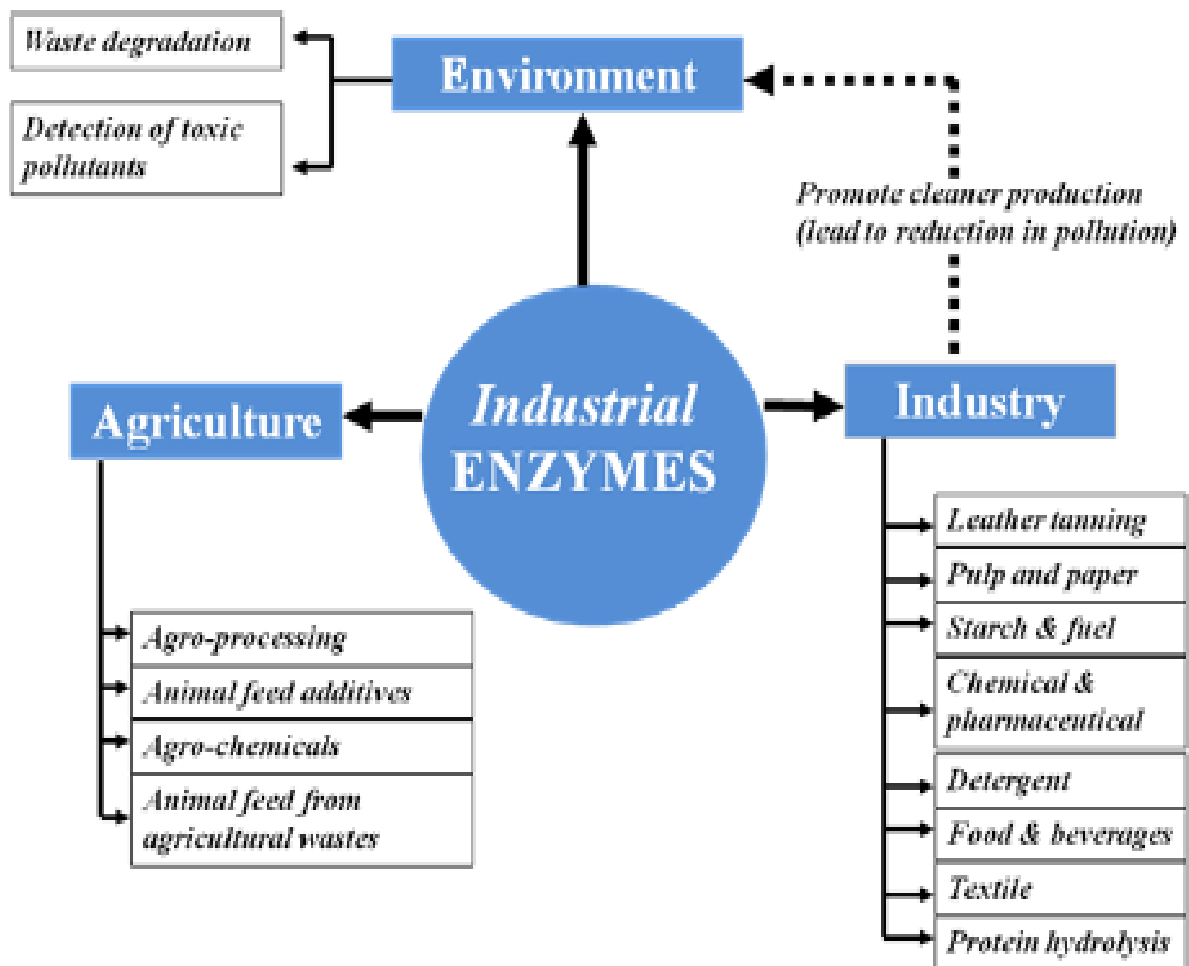 Waste degradation
Detection of toxic
pollutants
Environment
Promote cleaner production
(lead to reduction in pollution)
Agriculture
Industrial
ENZYMES
Industry
Agro-processing
Animal feed additives
Agro-chemicals
Animal feed from
agricultural wastes
Leather tanning
Pulp and paper
Starch & fuel
Chemical &
pharmaceutical
Detergent
Food & beverages
Textile
Protein hydrolysis